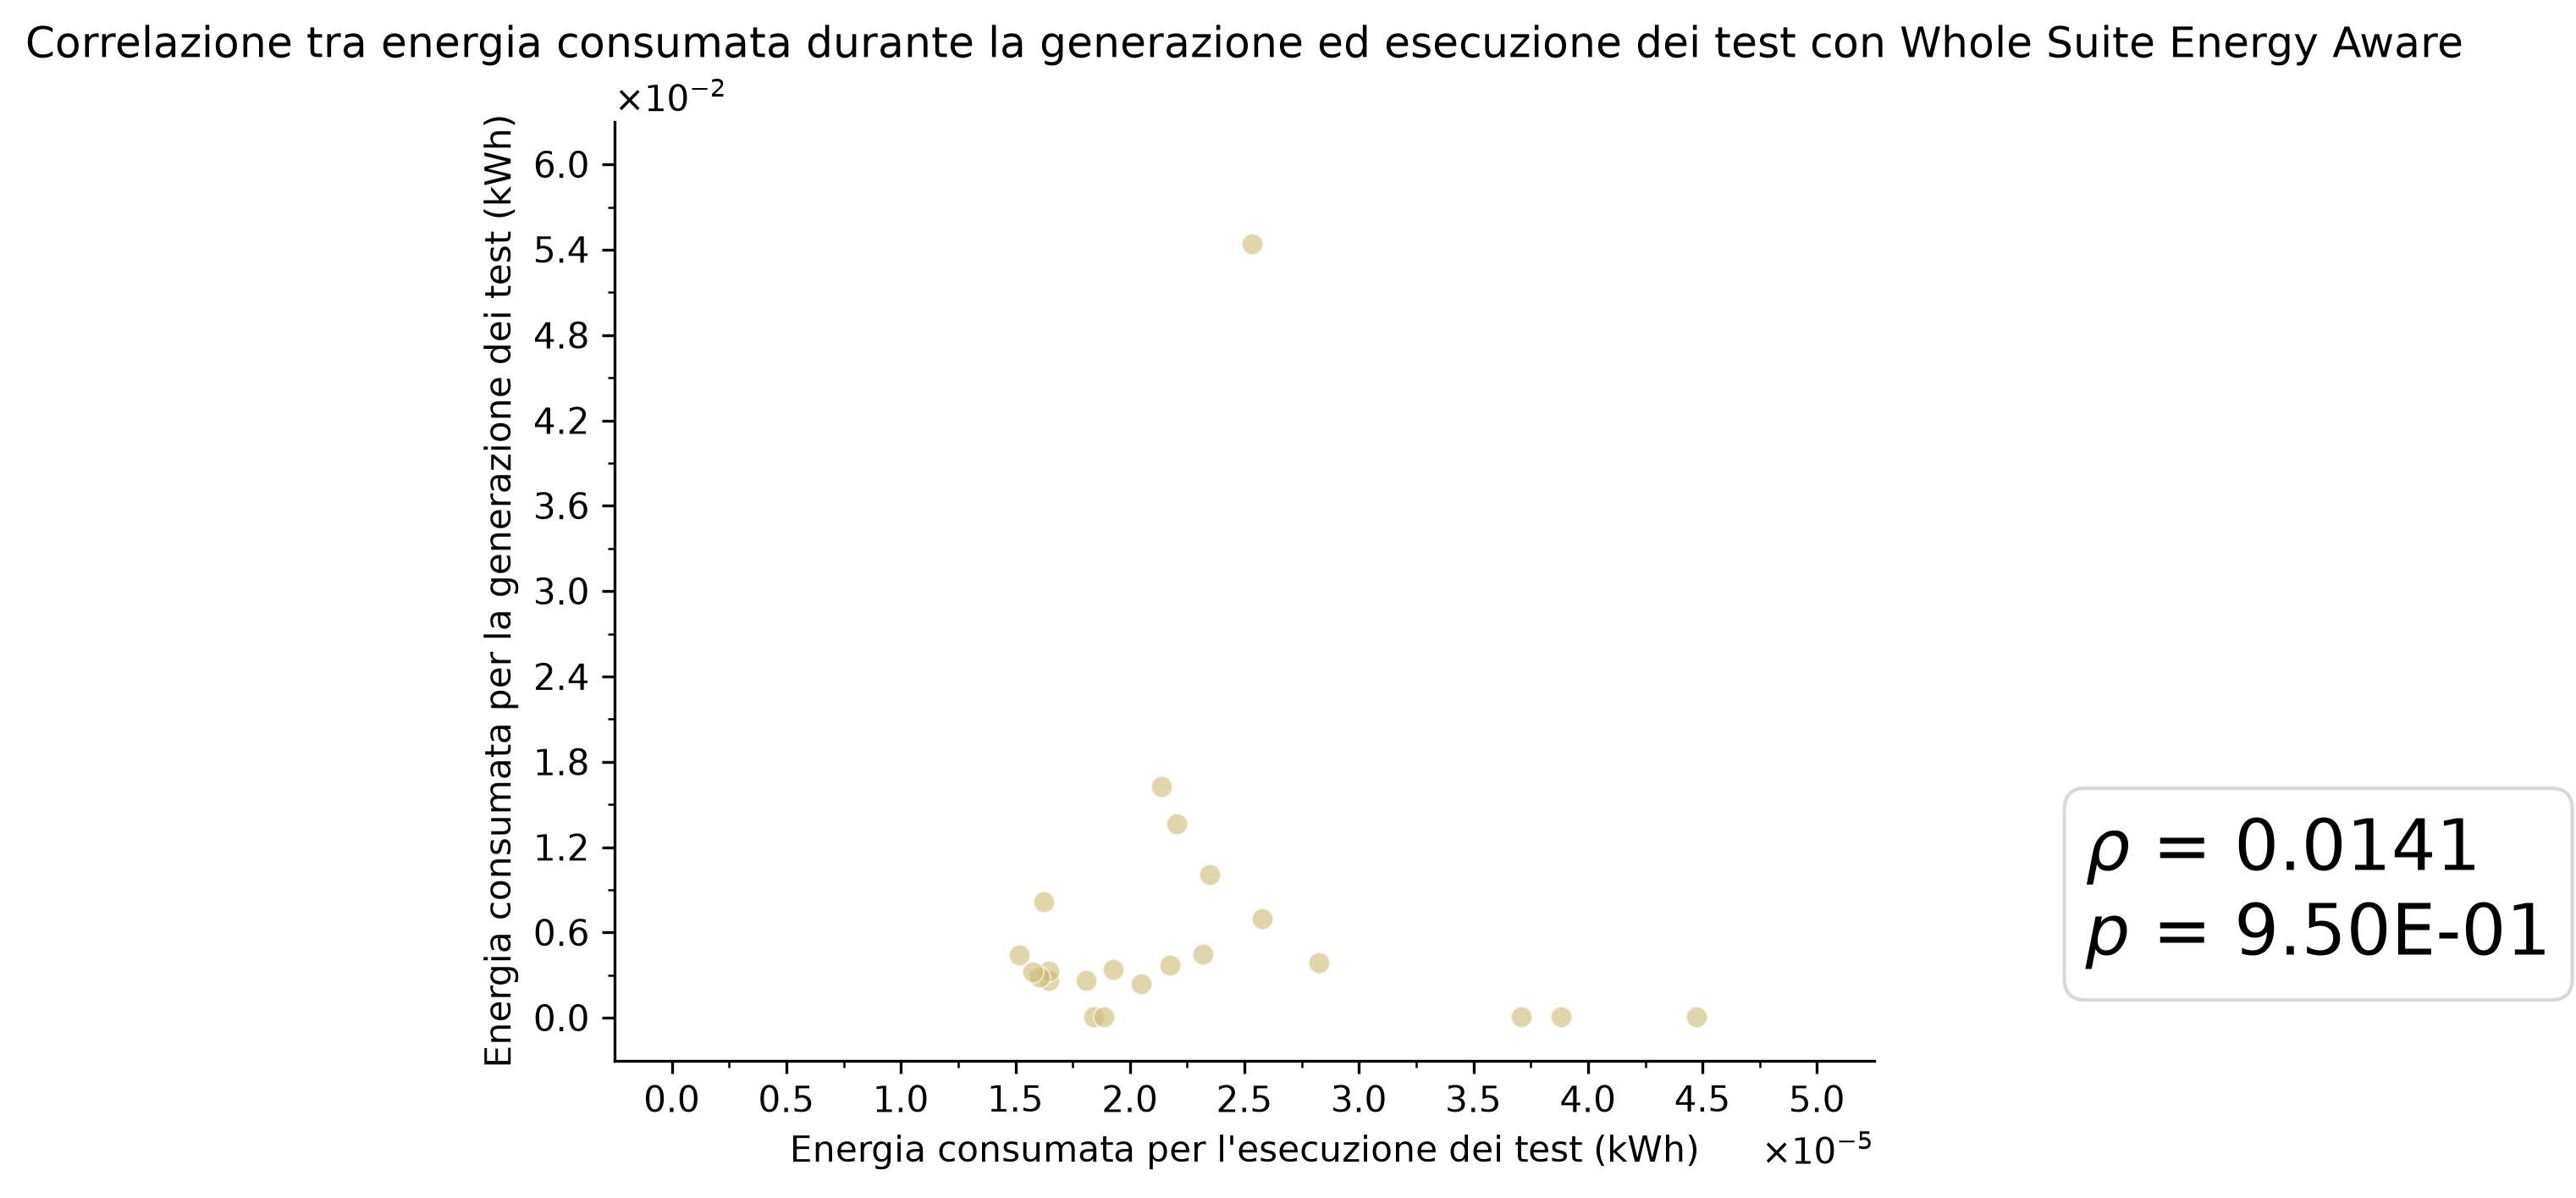 Correlazione tra energia consumata durante la generazione ed esecuzione dei test con Whole Suite Energy Aware
×10⁻²
Energia consumata per la generazione dei test (kWh)
6.0
5.4
4.8
4.2
3.6
3.0
2.4
1.8
1.2
0.6
0.0
ρ = 0.0141
p = 9.50E-01
0.0 0.5 1.0 1.5 2.0 2.5 3.0 3.5 4.0 4.5 5.0
Energia consumata per l'esecuzione dei test (kWh)
×10⁻⁵